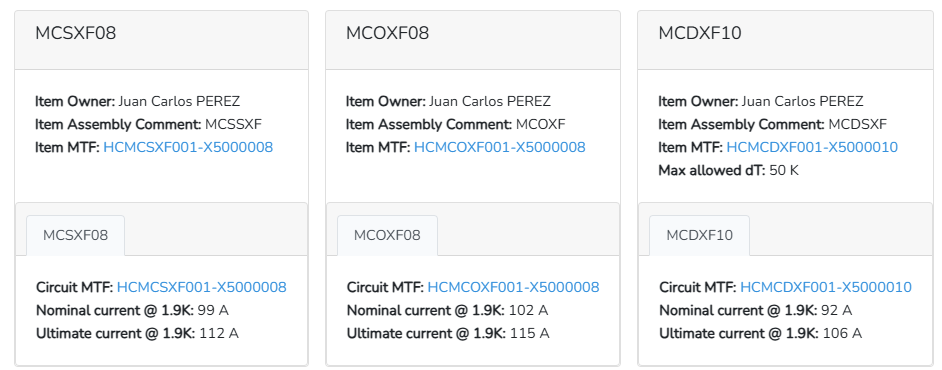 MCSXF08
Item Owner: Juan Carlos PEREZ
Item Assembly Comment: MCSSXF
Item MTF: HCMCSXF001-X5000008
MCSXF08
Circuit MTF: HCMCSXF001-X5000008
Nominal current @ 1.9K: 99 A
Ultimate current @ 1.9K: 112 A
MCOXF08
Item Owner: Juan Carlos PEREZ
Item Assembly Comment: MCOXF
Item MTF: HCMCOXF001-X5000008
MCOXF08
Circuit MTF: HCMCOXF001-X5000008
Nominal current @ 1.9K: 102 A
Ultimate current @ 1.9K: 115 A
MCDXF10
Item Owner: Juan Carlos PEREZ
Item Assembly Comment: MCDSXF
Item MTF: HCMCDXF001-X5000010
Max allowed dT: 50 K
MCDXF10
Circuit MTF: HCMCDXF001-X5000010
Nominal current @ 1.9K: 92 A
Ultimate current @ 1.9K: 106 A